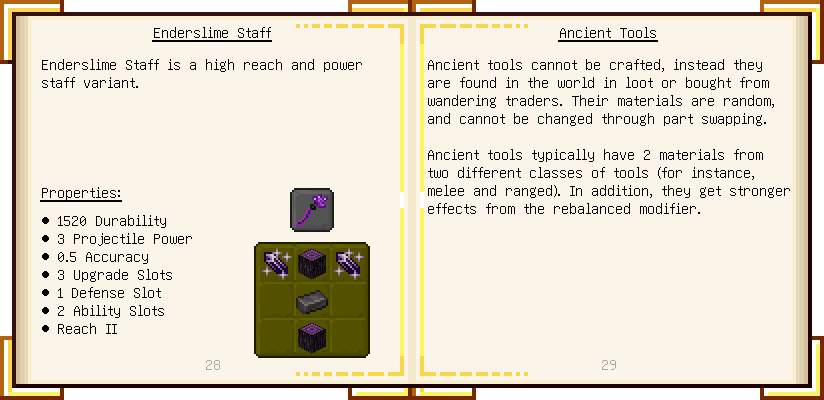 Enderslime Staff
Enderslime Staff is a high reach and power
staff variant.
Properties:
• 1520 Durability
• 3 Projectile Power
• 0.5 Accuracy
• 3 Upgrade Slots
• 1 Defense Slot
• 2 Ability Slots
• Reach II
28
Ancient Tools
Ancient tools cannot be crafted, instead they
are found in the world in loot or bought from
wandering traders. Their materials are random,
and cannot be changed through part swapping.
Ancient tools typically have 2 materials from
two different classes of tools (for instance,
melee and ranged). In addition, they get stronger
effects from the rebalanced modifier.
29